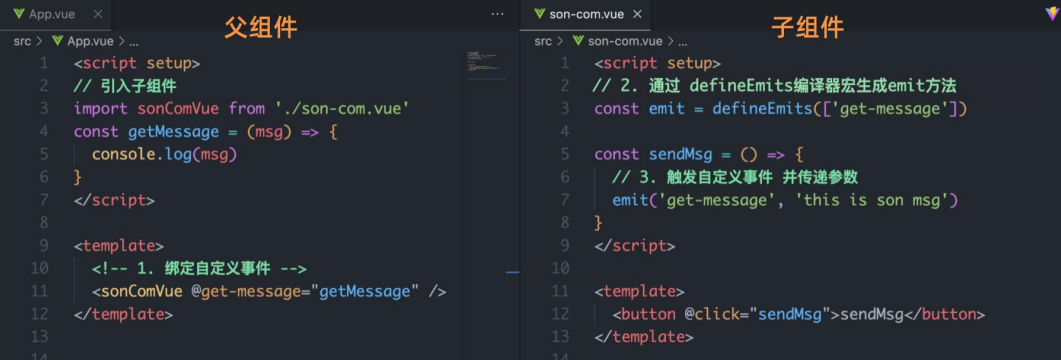 App.vue
父组件
src > App.vue > ...
1 <script setup>
2 // 引入子组件
3 import sonComVue from './son-com.vue'
4 const getMessage = (msg) => {
5 console.log(msg)
6 }
7 </script>
8
9 <template>
10 <!-- 1. 绑定自定义事件 -->
11 <sonComVue @get-message="getMessage" />
12 </template>
13
son-com.vue
子组件
src > son-com.vue > ...
1 <script setup>
2 // 2. 通过 defineEmits编译器宏生成emit方法
3 const emit = defineEmits(['get-message'])
4
5 const sendMsg = () => {
6 // 3. 触发自定义事件 并传递参数
7 emit('get-message', 'this is son msg')
8 }
9 </script>
10
11 <template>
12 <button @click="sendMsg">sendMsg</button>
13 </template>
14